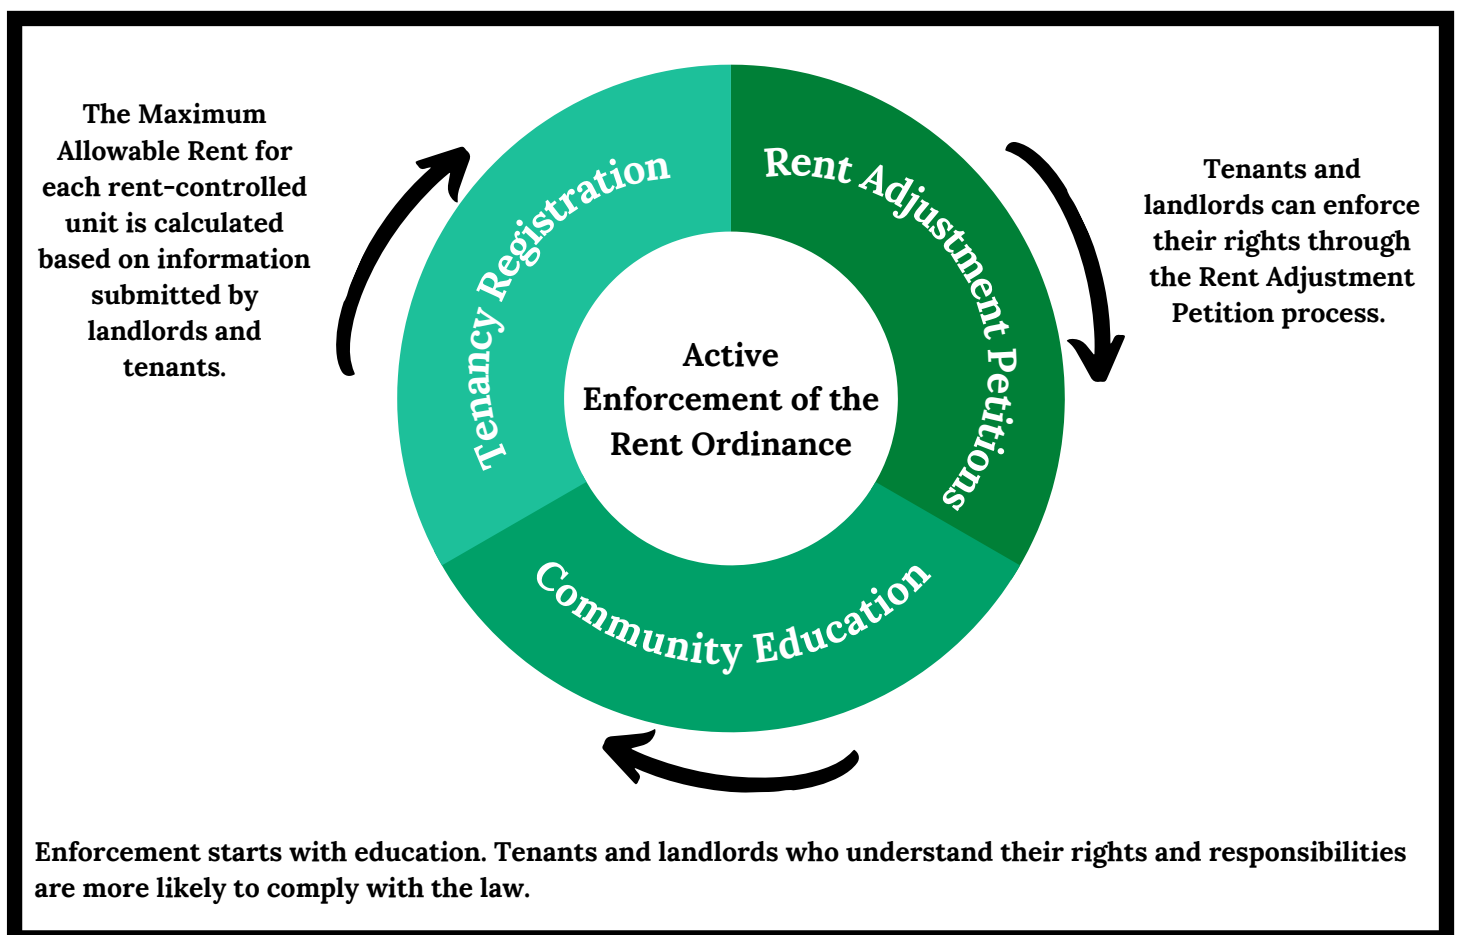 The Maximum
Allowable Rent for
each rent-controlled
unit is calculated
based on information
submitted by
landlords and
tenants.
Tenancy Registration
Rent Adjustment Petitions
Community Education
Active
Enforcement of the
Rent Ordinance
Tenants and
landlords can enforce
their rights through
the Rent Adjustment
Petition process.
Enforcement starts with education. Tenants and landlords who understand their rights and responsibilities
are more likely to comply with the law.